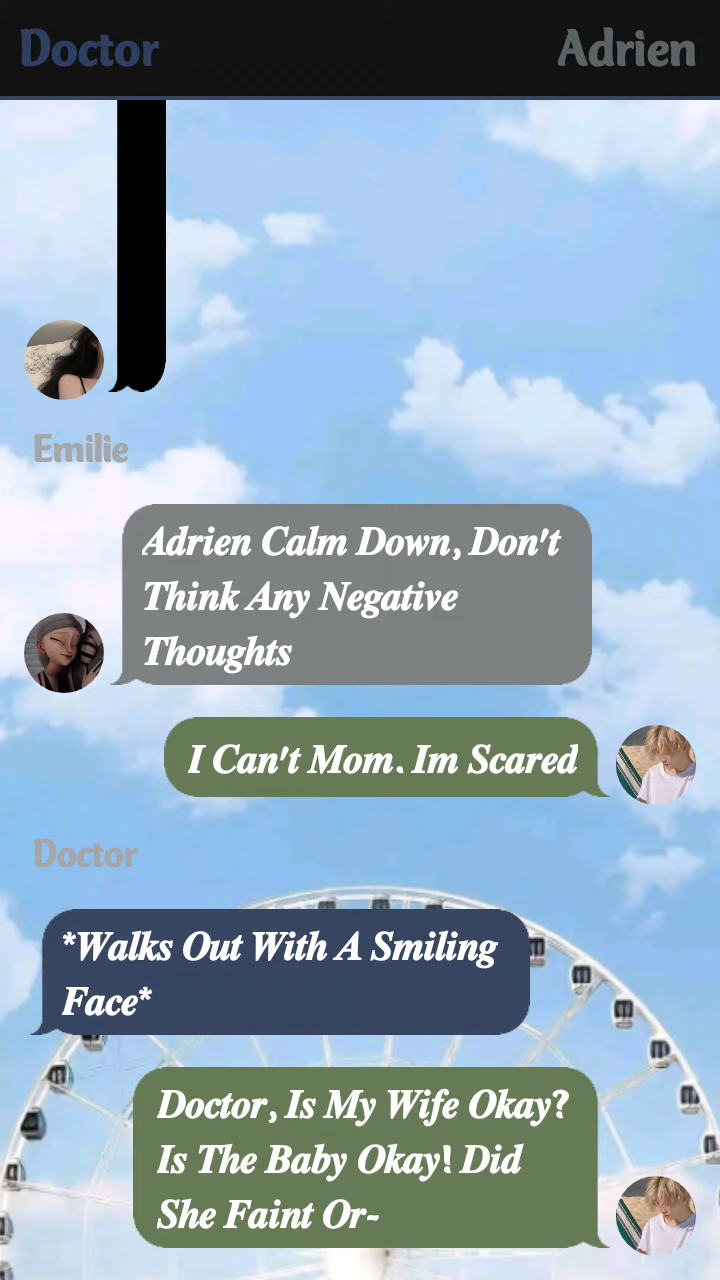 Doctor
Adrien
Emilie
Adrien Calm Down, Don't
Think Any Negative
Thoughts
I Can't Mom. Im Scared
Doctor
*Walks Out With A Smiling
Face*
Doctor, Is My Wife Okay?
Is The Baby Okay! Did
She Faint Or-